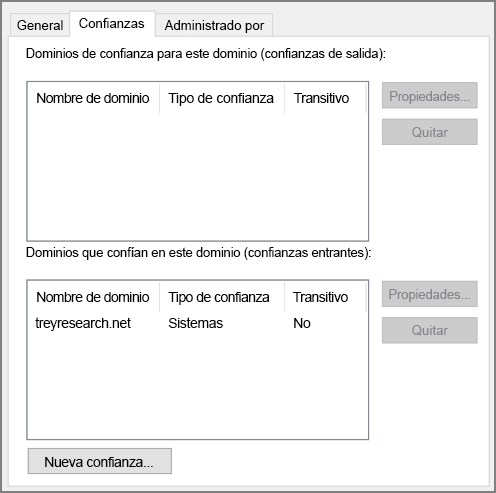 General Confianzas Administrado por
Dominios de confianza para este dominio (confianzas de salida):
Nombre de dominio Tipo de confianza Transitivo
Propiedades...
Quitar
Dominios que confían en este dominio (confianzas entrantes):
Nombre de dominio Tipo de confianza Transitivo
treyresearch.net Sistemas No
Propiedades...
Quitar
Nueva confianza...